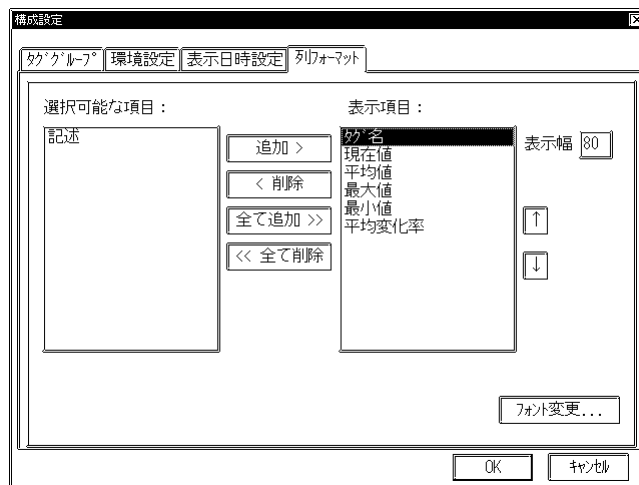 構成設定
ﾀｸﾞｸﾞﾙｰﾌﾟ 環境設定 表示日時設定 列ﾌｫｰﾏｯﾄ
選択可能な項目：
記述
追加 >
< 削除
全て追加 >>
<< 全て削除
表示項目：
ﾀｸﾞ名
現在値
平均値
最大値
最小値
平均変化率
表示幅 80
↑
↓
ﾌｫﾝﾄ変更...
OK ｷｬﾝｾﾙ